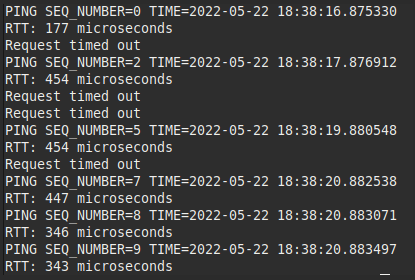 PING SEQ_NUMBER=0 TIME=2022-05-22 18:38:16.875330
RTT: 177 microseconds
Request timed out
PING SEQ_NUMBER=2 TIME=2022-05-22 18:38:17.876912
RTT: 454 microseconds
Request timed out
Request timed out
PING SEQ_NUMBER=5 TIME=2022-05-22 18:38:19.880548
RTT: 454 microseconds
Request timed out
PING SEQ_NUMBER=7 TIME=2022-05-22 18:38:20.882538
RTT: 447 microseconds
PING SEQ_NUMBER=8 TIME=2022-05-22 18:38:20.883071
RTT: 346 microseconds
PING SEQ_NUMBER=9 TIME=2022-05-22 18:38:20.883497
RTT: 343 microseconds